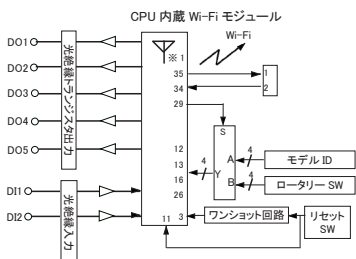 CPU 内蔵 Wi-Fi モジュール
Wi-Fi
※1
DO1
DO2
DO3
DO4
DO5
光絶縁トランジスタ出力
DI1
DI2
光絶縁入力
35
34
29
12
13
16
26
11
3
1
2
S
A
B
Y
4
4
4
モデル ID
ロータリー SW
ワンショット回路
リセット
SW